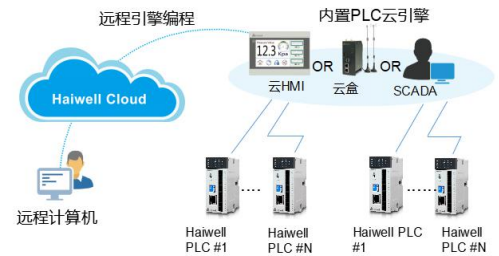 远程引擎编程
内置PLC云引擎
12.3
OR
OR
Haiwell Cloud
云HMI
云盒
SCADA
远程计算机
Haiwell
PLC #1
Haiwell
PLC #N
Haiwell PLC
#1
Haiwell
PLC #N